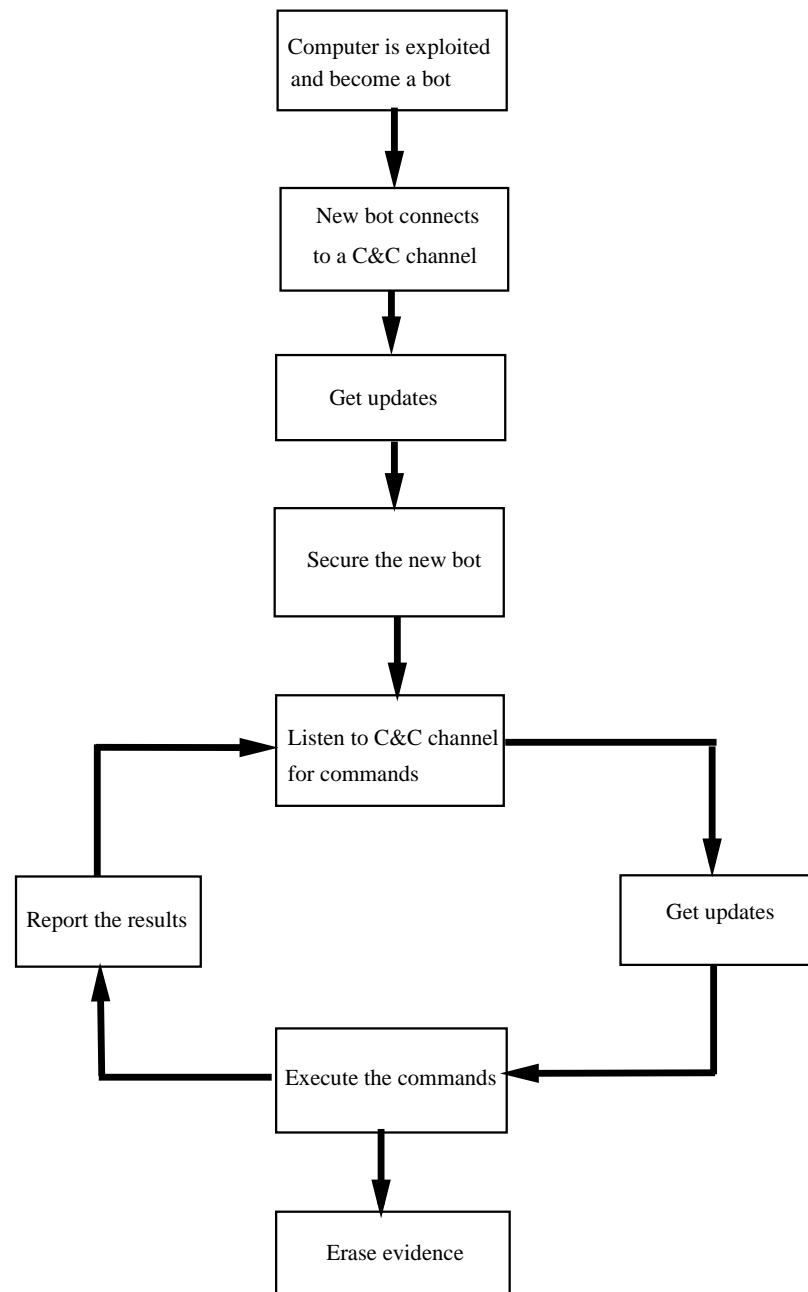 Computer is exploited
and become a bot
New bot connects
to a C&C channel
Get updates
Secure the new bot
Listen to C&C channel
for commands
Report the results
Get updates
Execute the commands
Erase evidence